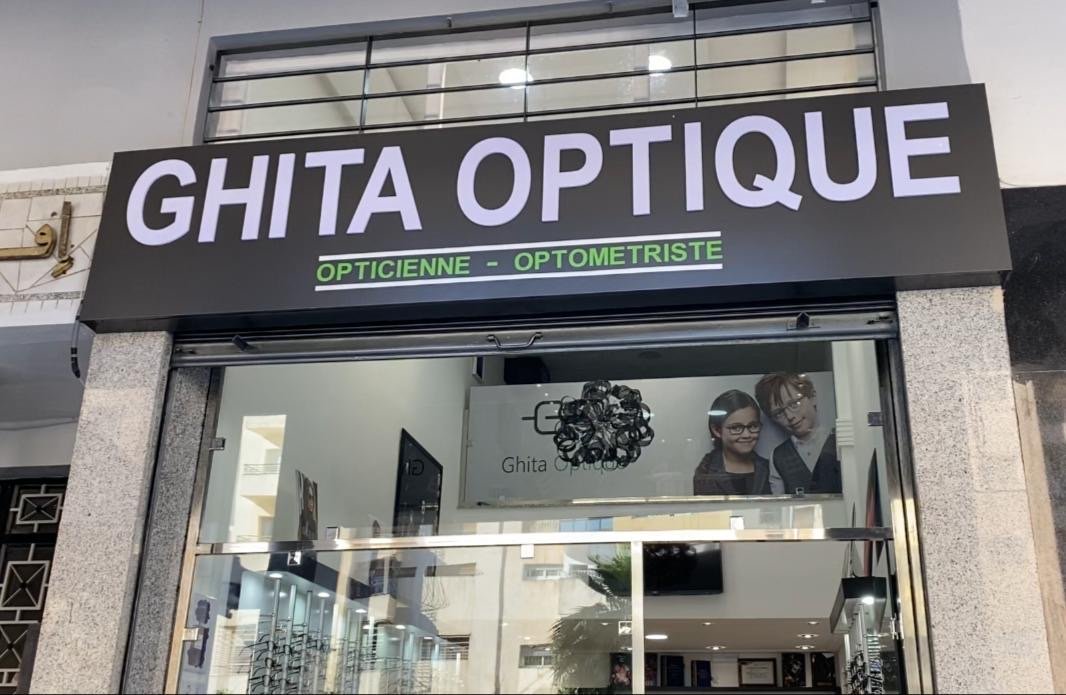 GHITA OPTIQUE
OPTICIENNE - OPTOMETRISTE
Ghita Optique